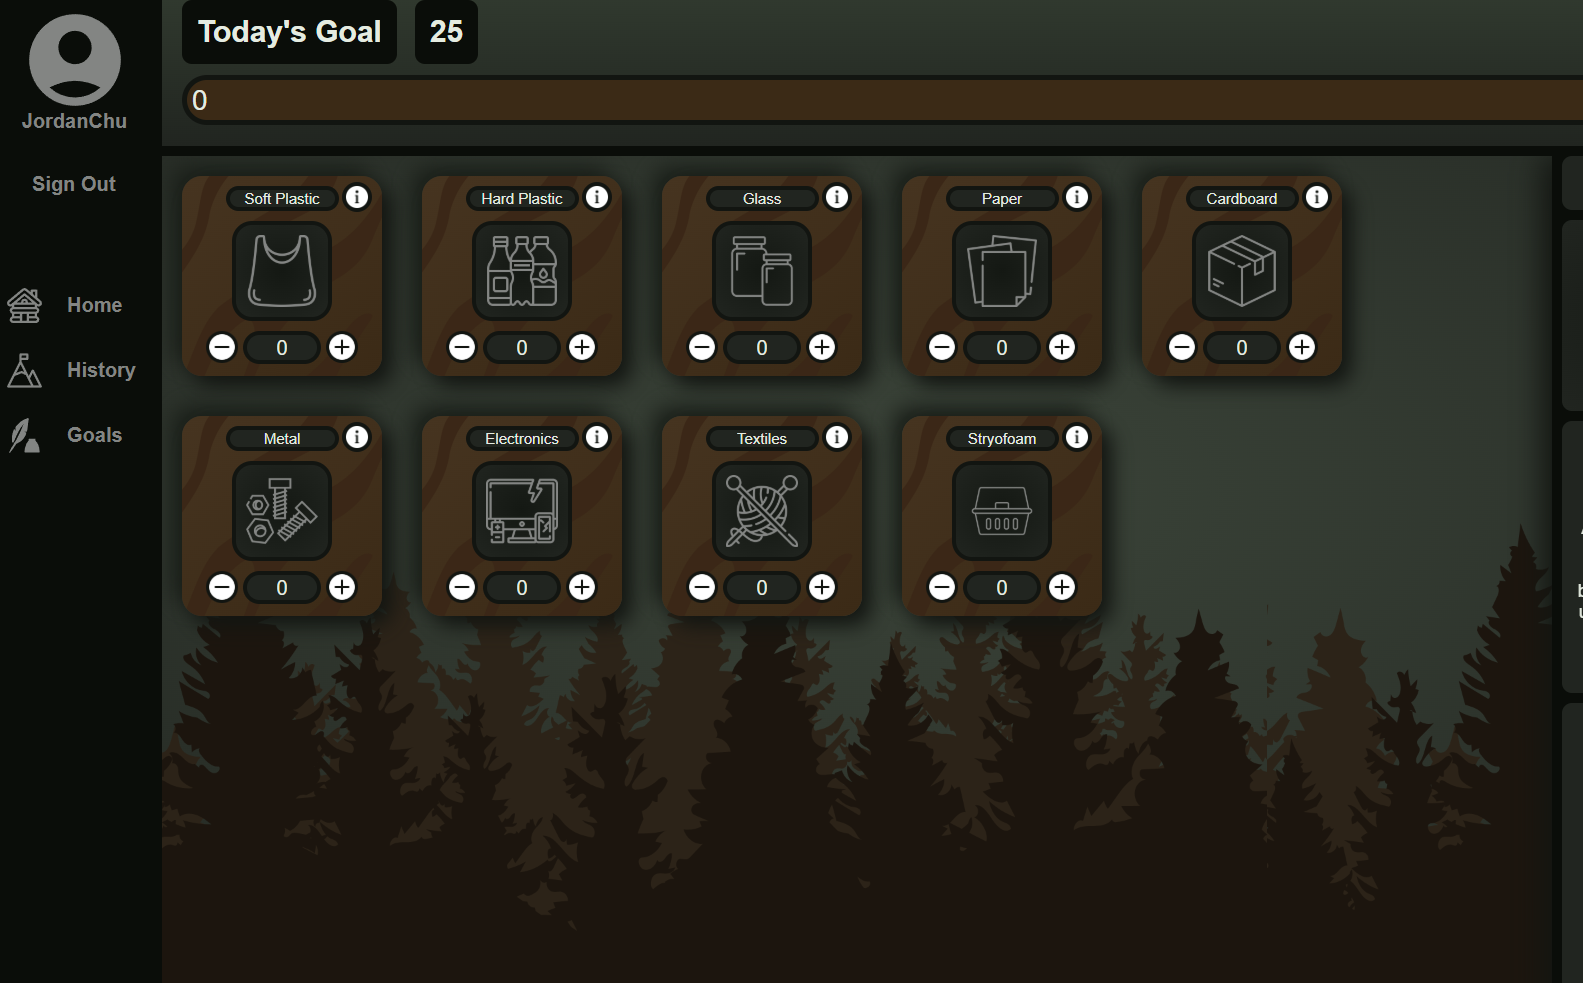 JordanChu
Sign Out
Home
History
Goals
Today's Goal 25
0
Soft Plastic i
0
Hard Plastic i
0
Glass i
0
Paper i
0
Cardboard i
0
Metal i
0
Electronics i
0
Textiles i
0
Stryofoam i
0